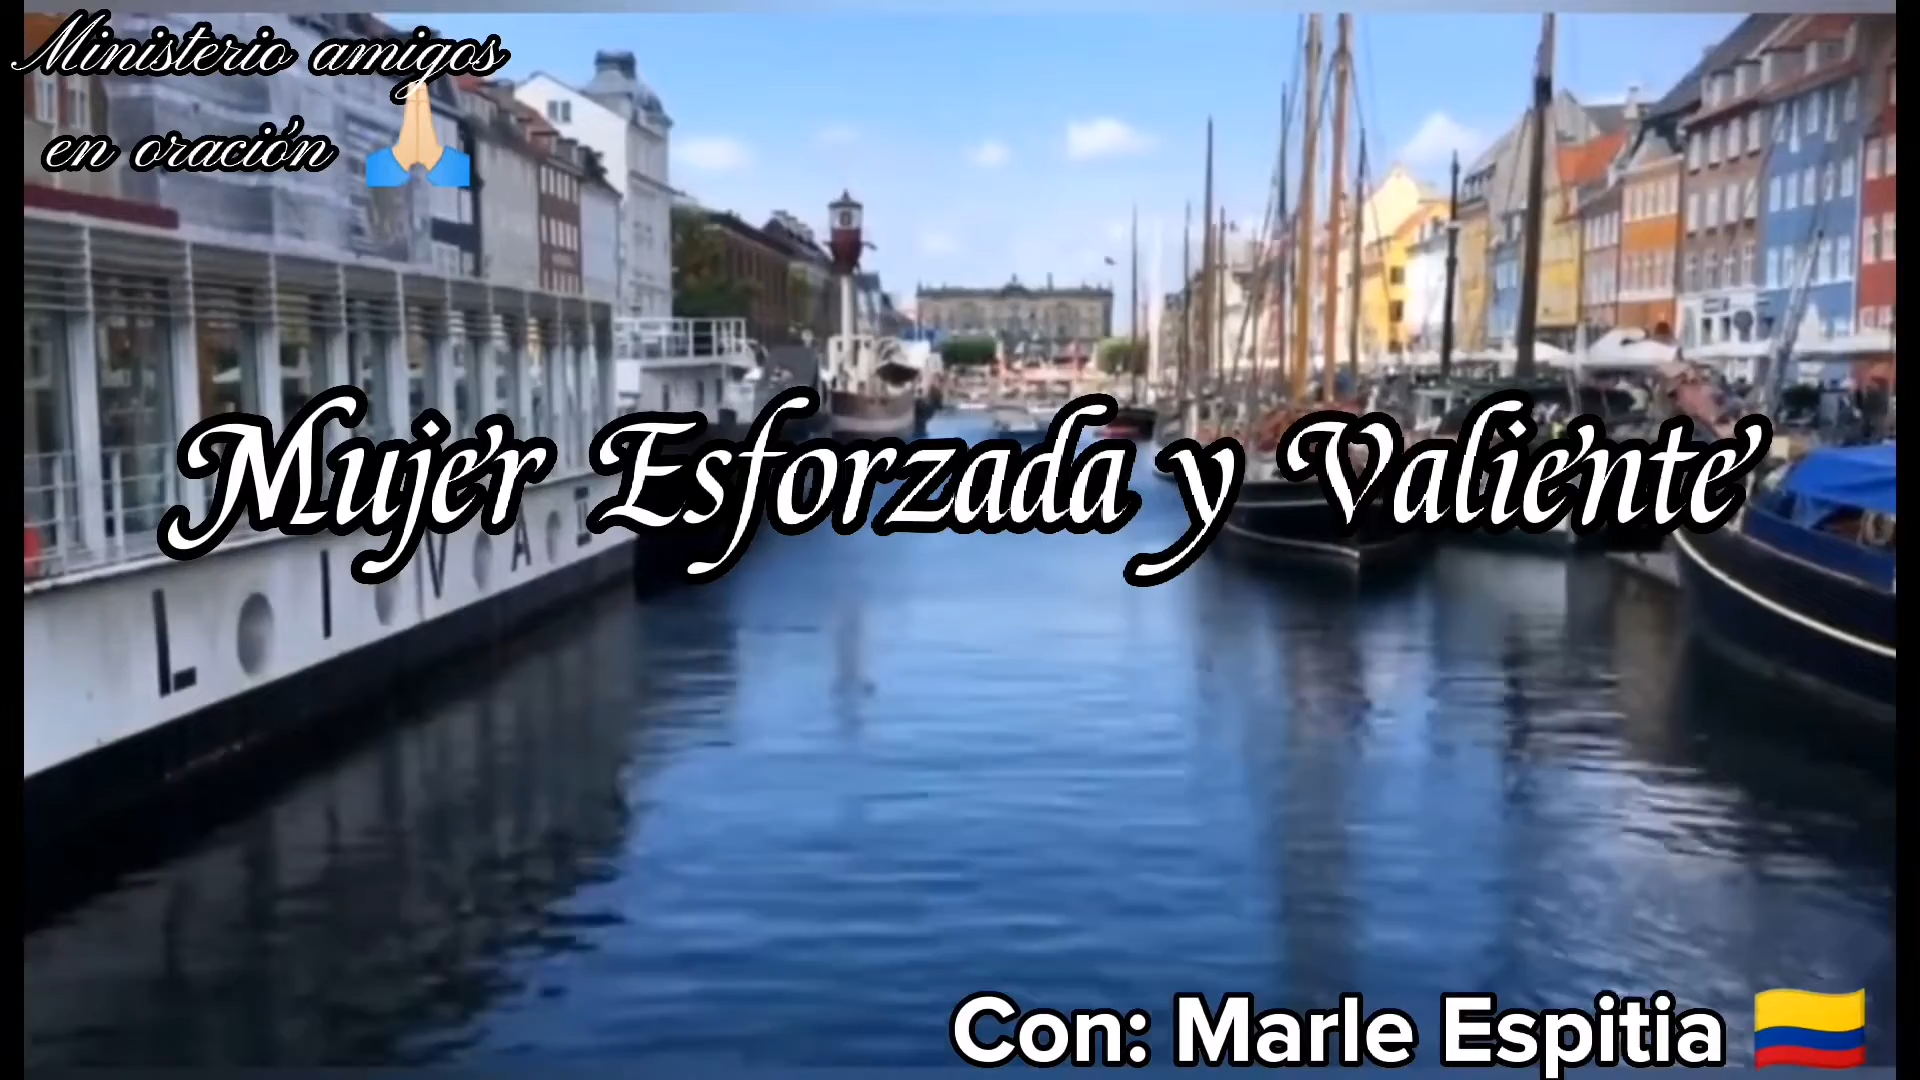 Ministerio amigos
en oración 🙏🏻
Mujer Esforzada y Valiente
Con: Marle Espitia 🇨🇴